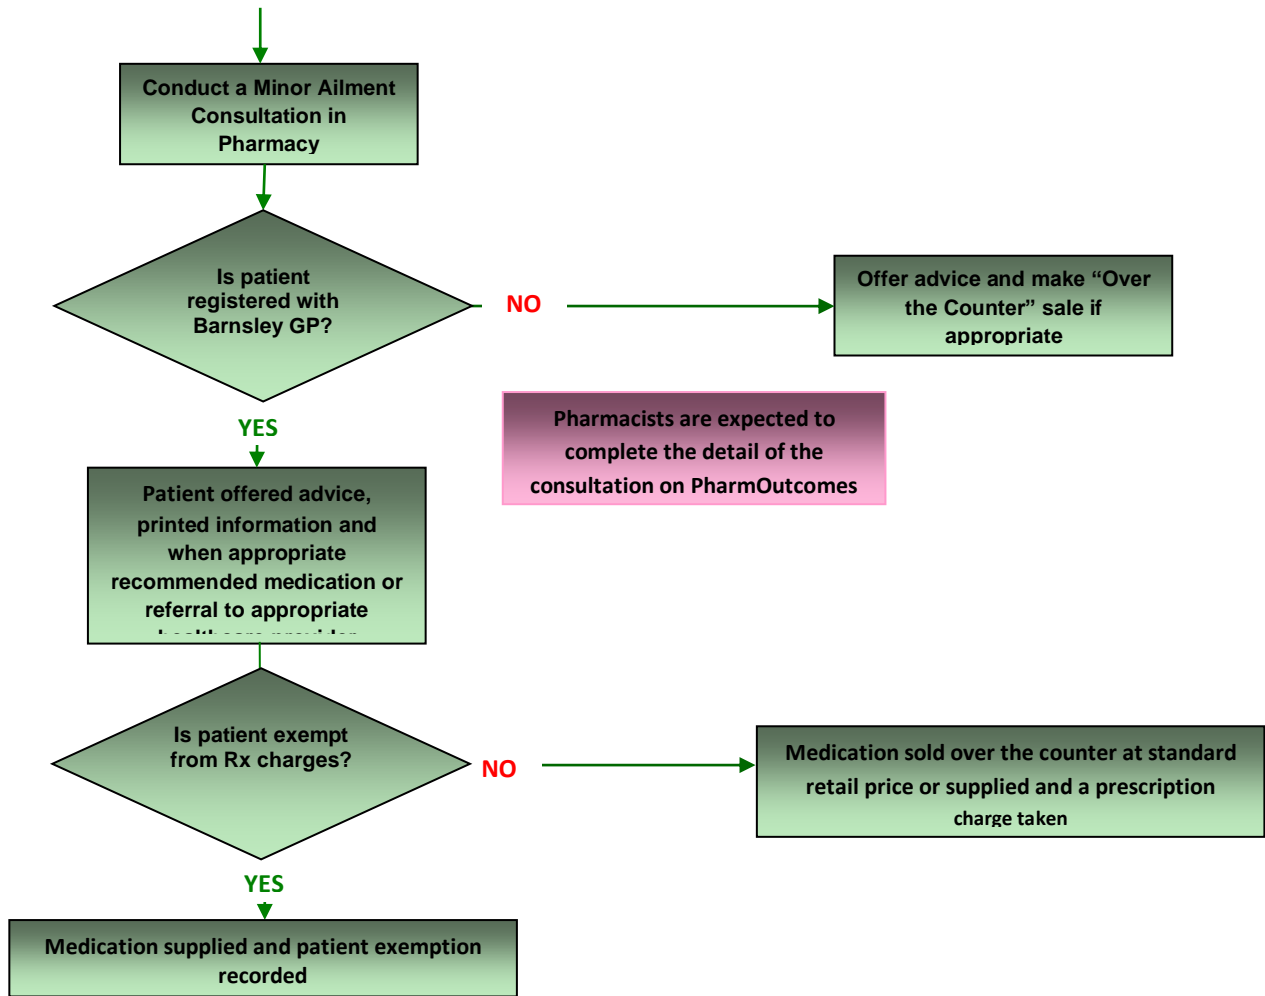 Conduct a Minor Ailment
Consultation in
Pharmacy
Is patient
registered with
Barnsley GP?
NO
Offer advice and make “Over
the Counter” sale if
appropriate
YES
Pharmacists are expected to
complete the detail of the
consultation on PharmOutcomes
Patient offered advice,
printed information and
when appropriate
recommended medication or
referral to appropriate
healthcare provider
Is patient exempt
from Rx charges?
NO
Medication sold over the counter at standard
retail price or supplied and a prescription
charge taken
YES
Medication supplied and patient exemption
recorded